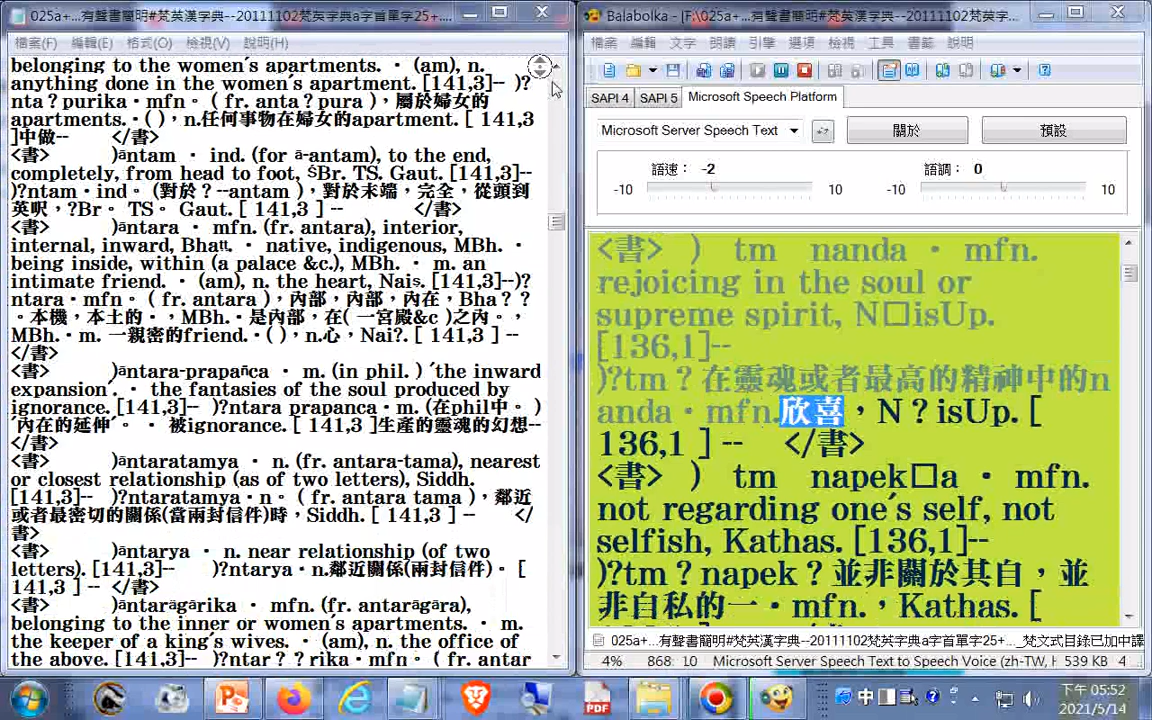 有聲書簡明#梵英漢字典--20111102梵英字典a字首單字25+...
檔案(F) 編輯(E) 格式(O) 檢視(V) 說明(H)
belonging to the women's apartments. · (am), n.
anything done in the women's apartment. [141,3]-- )?
nta？purika·mfn。( fr. anta？pura )，屬於婦女的
apartments.·( )，n.任何事物在婦女的apartment. [ 141,3
]中做-- </書>
<書> )āntam · ind. (for ā-antam), to the end,
completely, from head to foot, ŚBr. TS. Gaut. [141,3]--
)?ntam·ind。(對於？--antam )，對於末端，完全，從頭到
英呎，?Br。TS。Gaut. [ 141,3 ] -- </書>
<書> )āntara · mfn. (fr. antara), interior,
internal, inward, Bhaṭṭ. · native, indigenous, MBh. ·
being inside, within (a palace &c.), MBh. · m. an
intimate friend. · (am), n. the heart, Nais. [141,3]-- )?
ntara·mfn。( fr. antara )，內部，內部，內在，Bha？？
。本機，本土的·，MBh.·是內部，在( 一宮殿&c )之內。，
MBh.·m. 一親密的friend.·( )，n.心，Nai?. [ 141,3 ] --
</書>
<書> )āntara-prapañca · m. (in phil. ) 'the inward
expansion'. · the fantasies of the soul produced by
ignorance. [141,3]-- )?ntara prapanca·m. (在phil中。)
'內在的延伸'。·被ignorance. [ 141,3 ]生產的靈魂的幻想--
</書>
<書> )āntaratamya · n. (fr. antara-tama), nearest
or closest relationship (as of two letters), Siddh.
[141,3]-- )?ntaratamya·n。( fr. antara tama )，鄰近
或者最密切的關係(當兩封信件)時，Siddh. [ 141,3 ] -- </
書>
<書> )āntarya · n. near relationship (of two
letters). [141,3]-- )?ntarya·n.鄰近關係(兩封信件)。[
141,3 ] -- </書>
<書> )āntarāgārika · mfn. (fr. antarāgāra),
belonging to the inner or women's apartments. · m.
the keeper of a king's wives. · (am), n. the office of
the above. [141,3]-- )?ntar？？rika·mfn。( fr. antar
Balabolka - [F:\025a+...有聲書簡明#梵英漢字典--20111102梵英字...
檔案 編輯 文字 朗讀 引擎 選項 檢視 工具 書籤 說明
SAPI 4 SAPI 5 Microsoft Speech Platform
Microsoft Server Speech Text 關於 預設
語速： -2 語調： 0
-10 10 -10 10
<書> ) tm nanda · mfn.
rejoicing in the soul or
supreme spirit, N□isUp.
[136,1]--
)?tm？在靈魂或者最高的精神中的n
anda·mfn.欣喜，N？isUp. [
136,1 ] -- </書>
<書> ) tm napek□a · mfn.
not regarding one's self, not
selfish, Kathas. [136,1]--
)?tm？napek？並非關於其自，並
非自私的一·mfn.，Kathas. [
025a+...有聲書簡明#梵英漢字典--20111102梵英字典a字首單字25+..._梵文式目錄已加中譯
4% 868: 10 Microsoft Server Speech Text to Speech Voice (zh-TW, H 539 KB 4
中
PDF
下午 05:52
2021/5/14